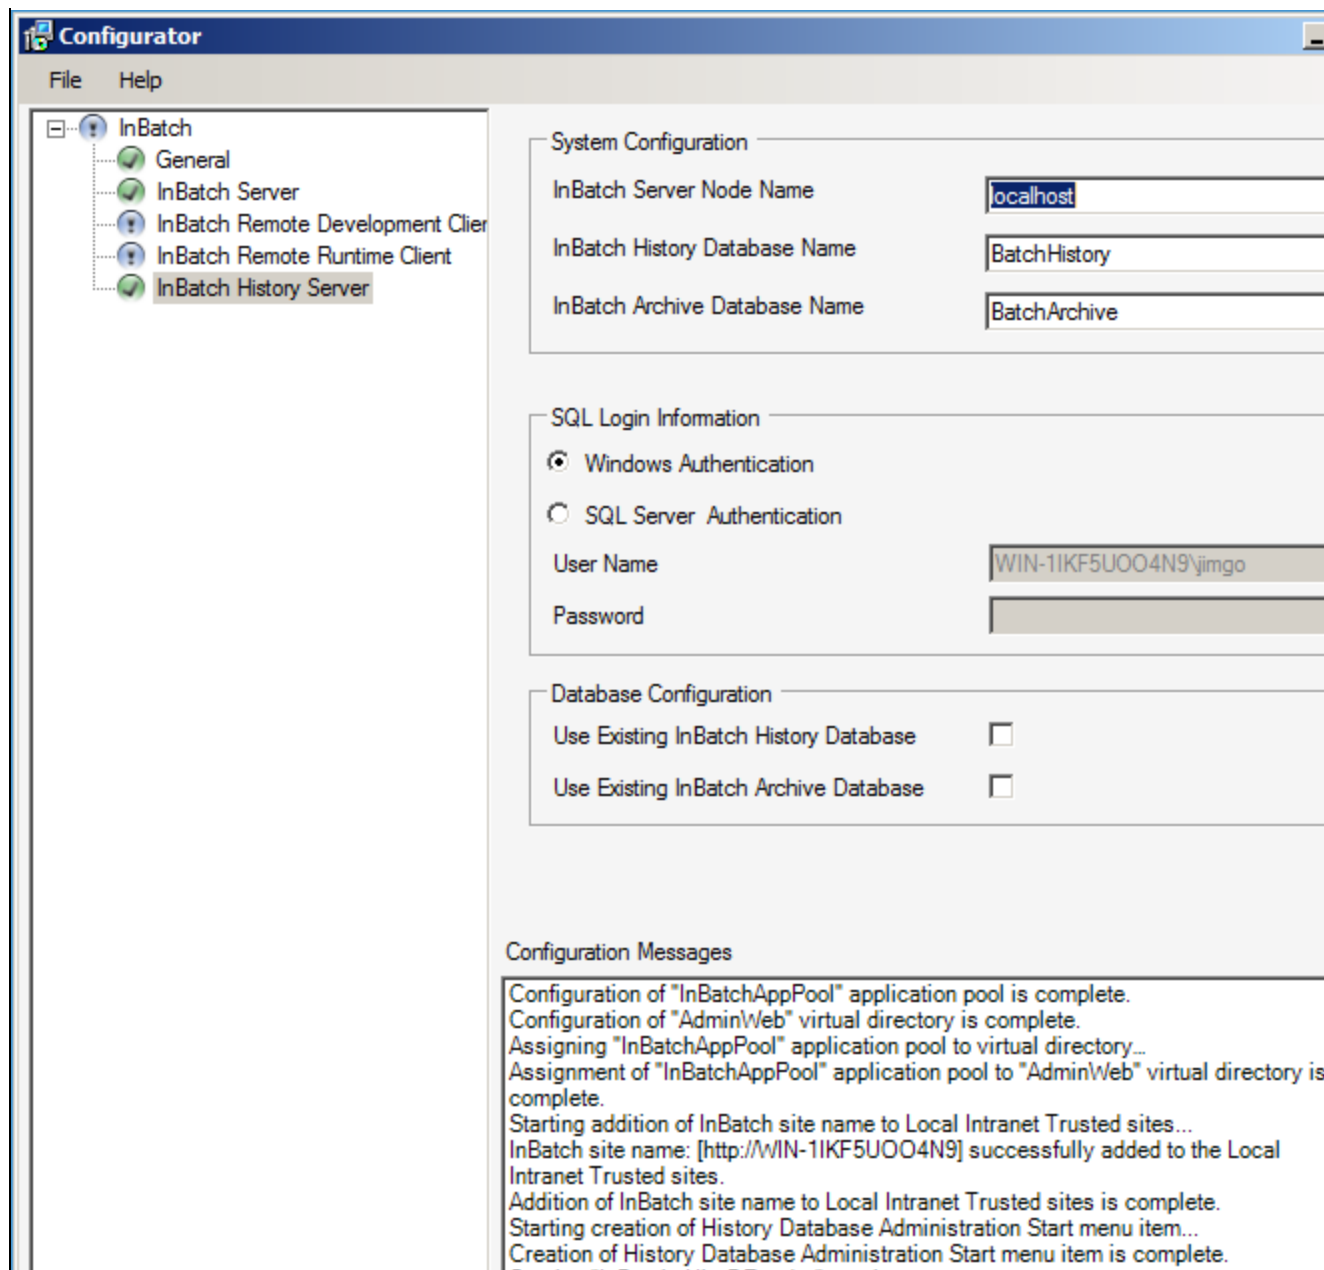 Configurator
File Help
InBatch
General
InBatch Server
InBatch Remote Development Clier
InBatch Remote Runtime Client
InBatch History Server
System Configuration
InBatch Server Node Name localhost
InBatch History Database Name BatchHistory
InBatch Archive Database Name BatchArchive
SQL Login Information
Windows Authentication
SQL Server Authentication
User Name WIN-1IKF5UOO4N9\jimgo
Password
Database Configuration
Use Existing InBatch History Database
Use Existing InBatch Archive Database
Configuration Messages
Configuration of "InBatchAppPool" application pool is complete.
Configuration of "AdminWeb" virtual directory is complete.
Assigning "InBatchAppPool" application pool to virtual directory...
Assignment of "InBatchAppPool" application pool to "AdminWeb" virtual directory is
complete.
Starting addition of InBatch site name to Local Intranet Trusted sites...
InBatch site name: [http://WIN-1IKF5UOO4N9] successfully added to the Local
Intranet Trusted sites.
Addition of InBatch site name to Local Intranet Trusted sites is complete.
Starting creation of History Database Administration Start menu item...
Creation of History Database Administration Start menu item is complete.